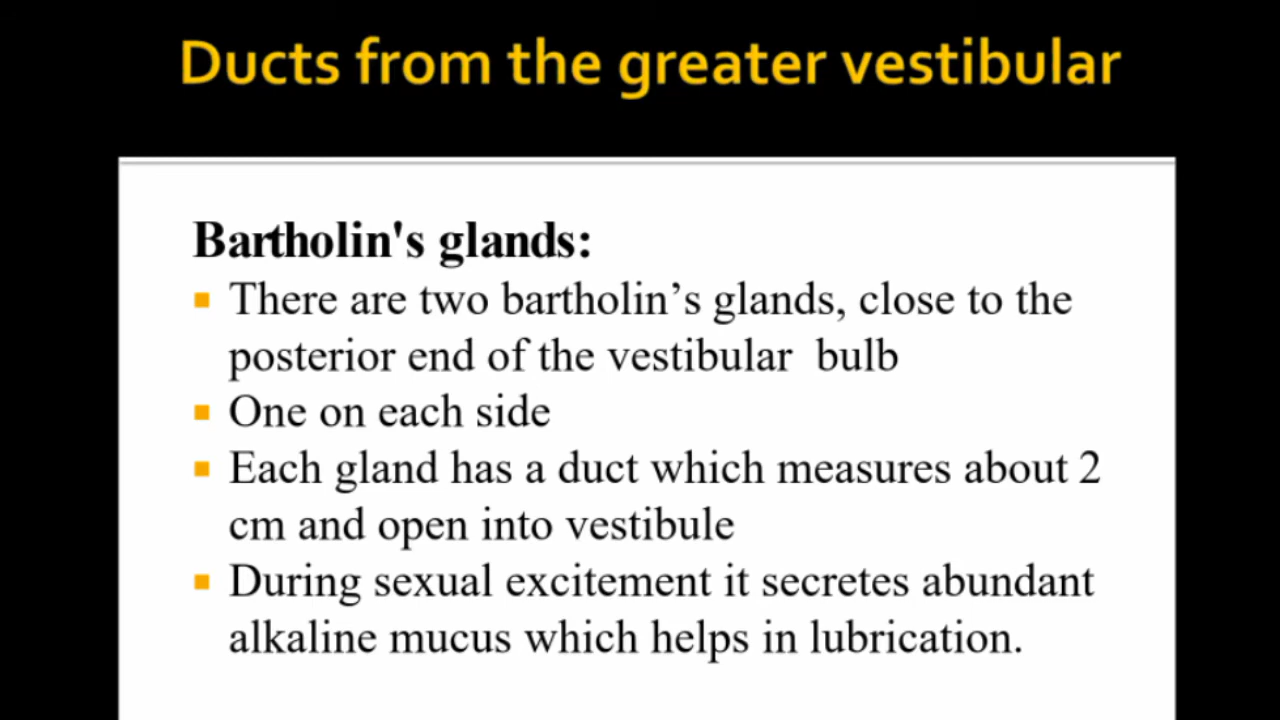 Ducts from the greater vestibular
Bartholin's glands:
There are two bartholin’s glands, close to the
posterior end of the vestibular bulb
One on each side
Each gland has a duct which measures about 2
cm and open into vestibule
During sexual excitement it secretes abundant
alkaline mucus which helps in lubrication.